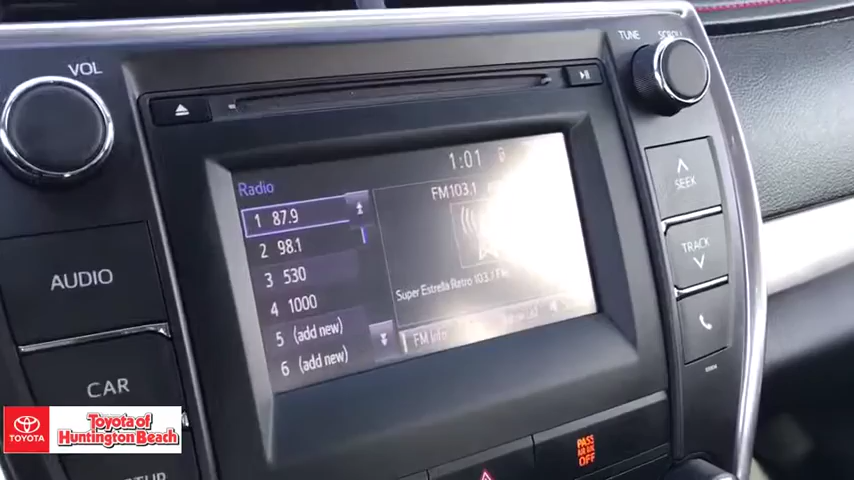 VOL
TUNE SCROLL
1:01
Radio
FM103.1
1 87.9
2 98.1
3 530
4 1000
5 (add new)
6 (add new)
Super Estrella Retro 103.1 FM
FM Info
SEEK
TRACK
AUDIO
CAR
SETUP
PASS
AIR BAG
OFF
TOYOTA
Toyota of
Huntington Beach